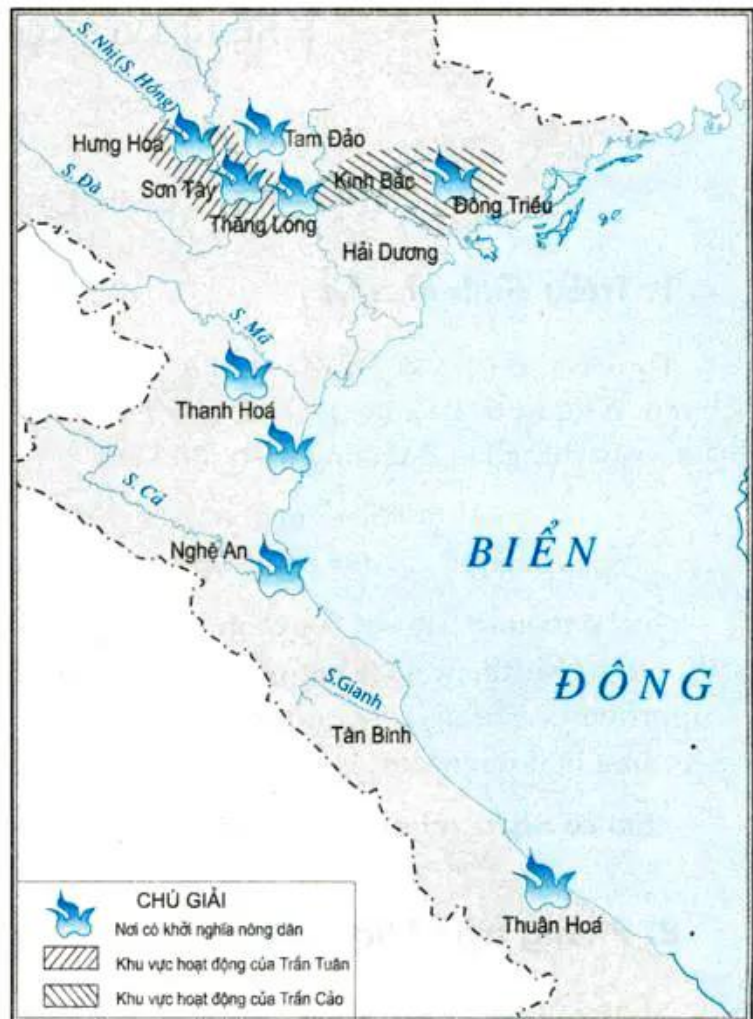 S. Nhị (S. Hồng)
Hưng Hoá
Tam Đảo
S. Đà
Sơn Tây
Kinh Bắc
Thăng Long
Đông Triều
Hải Dương
S. Mã
Thanh Hoá
S. Cả
Nghệ An
BIỂN
ĐÔNG
S.Gianh
Tân Bình
Thuận Hoá
CHÚ GIẢI
Nơi có khởi nghĩa nông dân
Khu vực hoạt động của Trần Tuân
Khu vực hoạt động của Trần Cảo